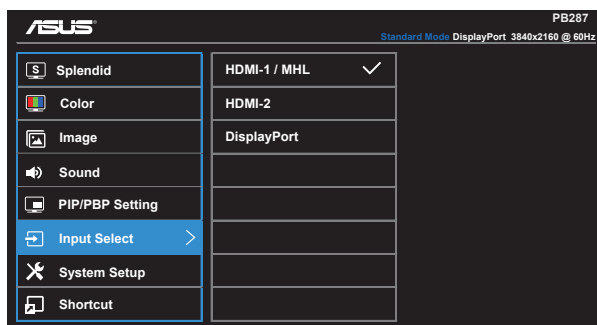 ASUS
PB287
Standard Mode DisplayPort 3840x2160 @ 60Hz
S Splendid
Color
Image
Sound
PIP/PBP Setting
Input Select
System Setup
Shortcut
HDMI-1 / MHL
HDMI-2
DisplayPort